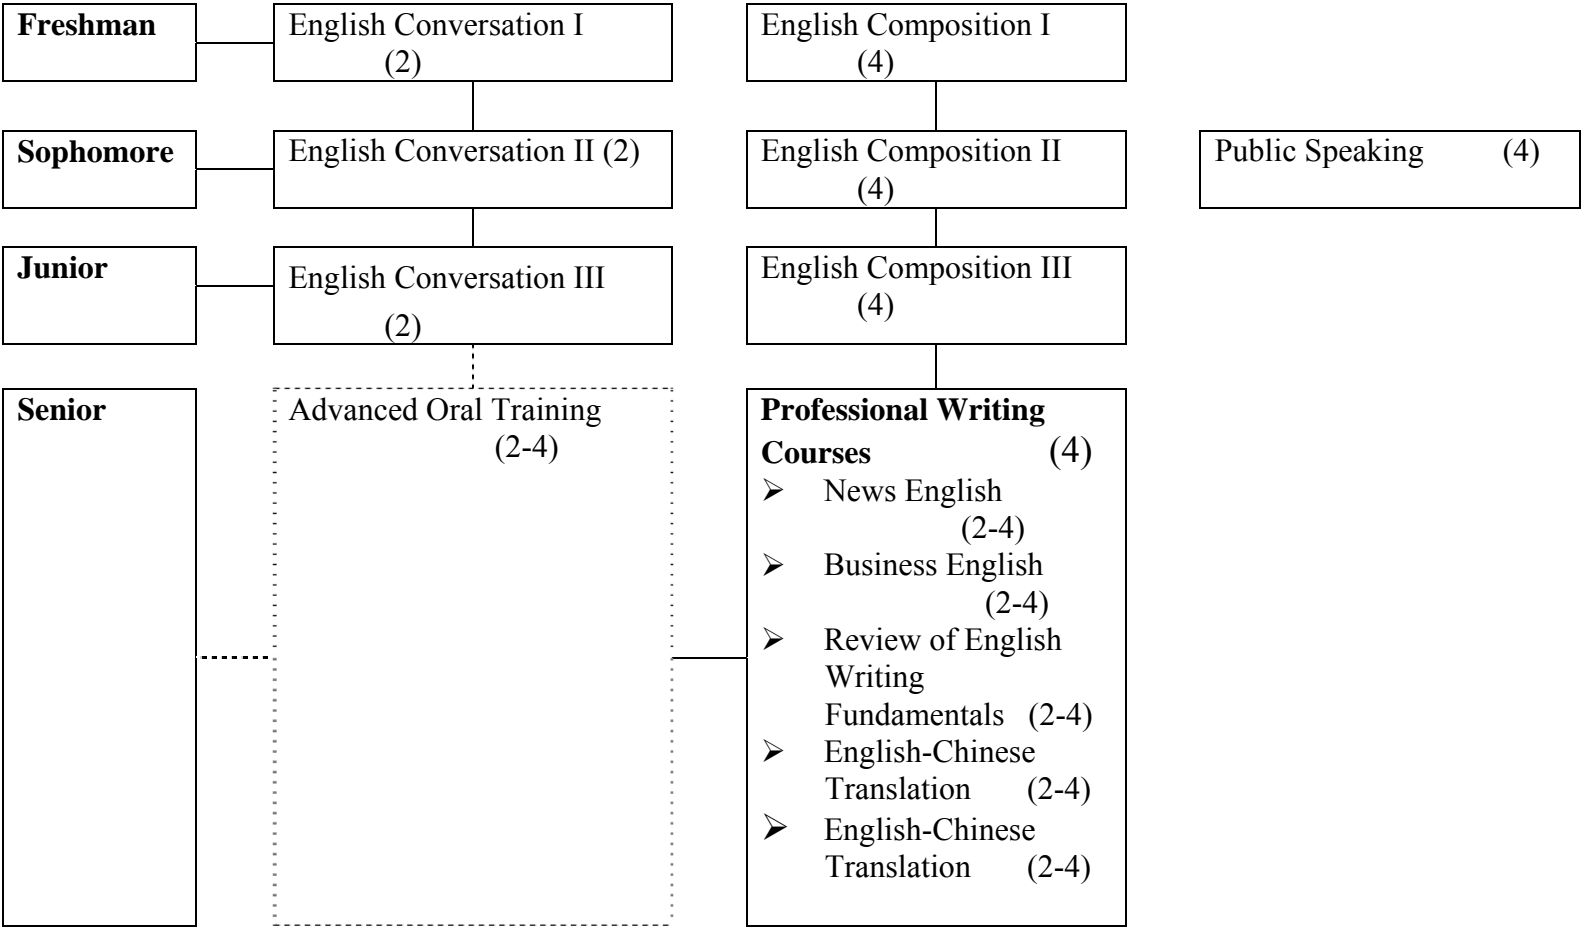 Freshman
English Conversation I
(2)
English Composition I
(4)
Sophomore
English Conversation II (2)
English Composition II
(4)
Public Speaking (4)
Junior
English Conversation III
(2)
English Composition III
(4)
Senior
Advanced Oral Training
(2-4)
Professional Writing
Courses (4)
➢ News English
(2-4)
➢ Business English
(2-4)
➢ Review of English
Writing
Fundamentals (2-4)
➢ English-Chinese
Translation (2-4)
➢ English-Chinese
Translation (2-4)